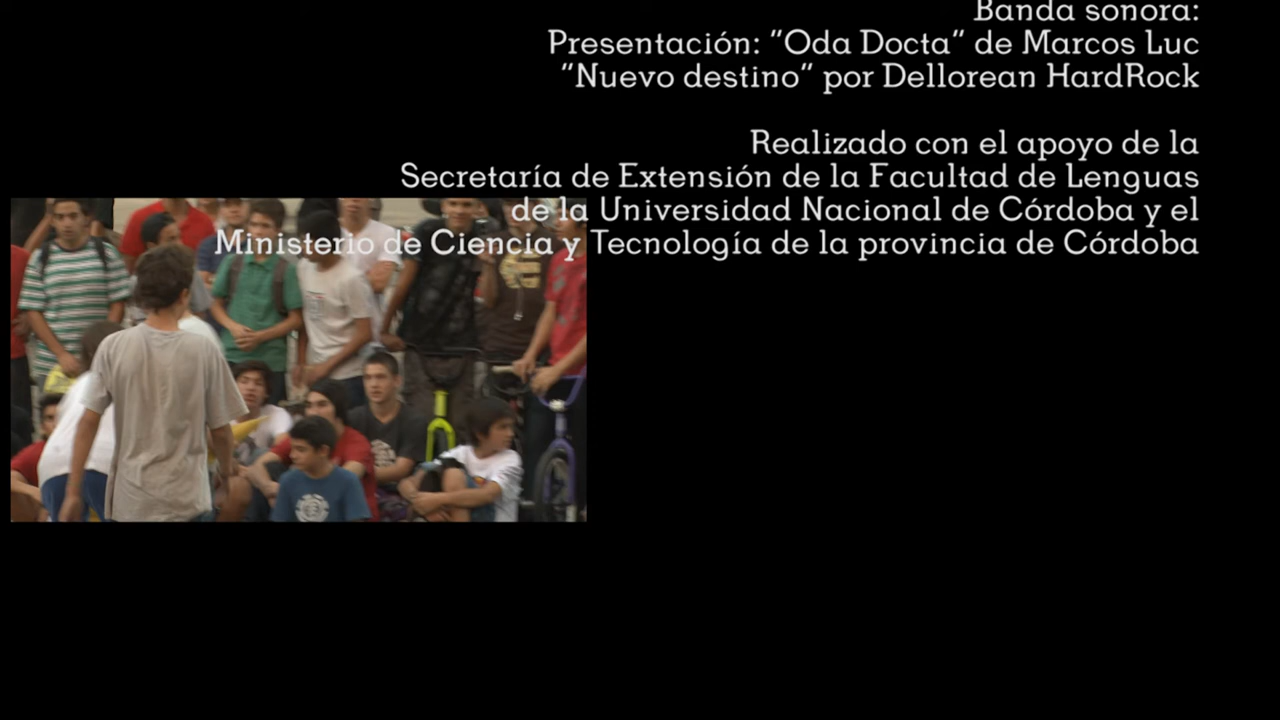 Banda sonora:
Presentación: "Oda Docta" de Marcos Luc
"Nuevo destino" por Dellorean HardRock
Realizado con el apoyo de la
Secretaría de Extensión de la Facultad de Lenguas
de la Universidad Nacional de Córdoba y el
Ministerio de Ciencia y Tecnología de la provincia de Córdoba